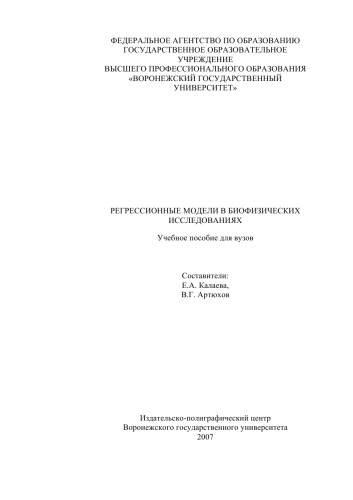 ФЕДЕРАЛЬНОЕ АГЕНТСТВО ПО ОБРАЗОВАНИЮ
ГОСУДАРСТВЕННОЕ ОБРАЗОВАТЕЛЬНОЕ
УЧРЕЖДЕНИЕ
ВЫСШЕГО ПРОФЕССИОНАЛЬНОГО ОБРАЗОВАНИЯ
«ВОРОНЕЖСКИЙ ГОСУДАРСТВЕННЫЙ
УНИВЕРСИТЕТ»
РЕГРЕССИОННЫЕ МОДЕЛИ В БИОФИЗИЧЕСКИХ
ИССЛЕДОВАНИЯХ
Учебное пособие для вузов
Составители:
Е.А. Калаева,
В.Г. Артюхов
Издательско-полиграфический центр
Воронежского государственного университета
2007